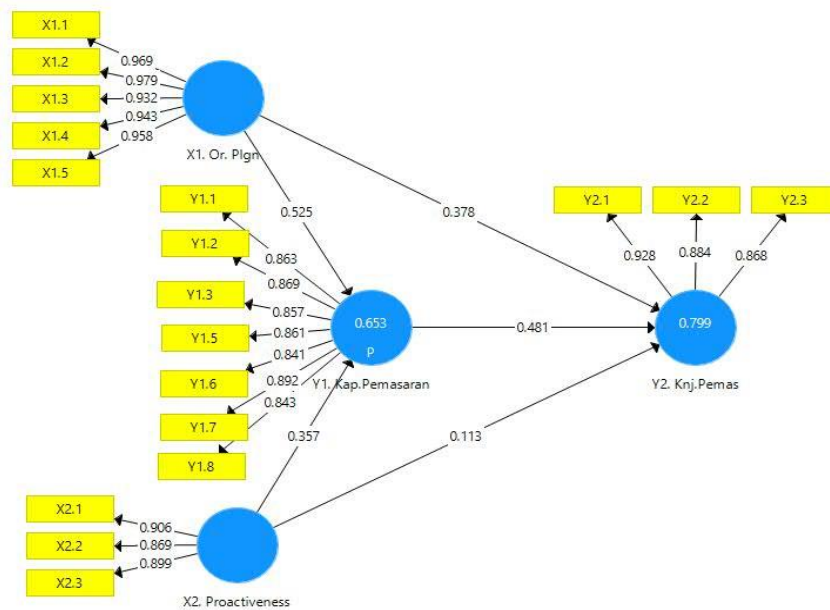 X1.1
X1.2
X1.3
X1.4
X1.5
0.969
0.979
0.932
0.943
0.958
X1. Or. Plgn
Y1.1
Y1.2
Y1.3
Y1.5
Y1.6
Y1.7
Y1.8
0.863
0.869
0.857
0.861
0.841
0.892
0.843
0.525
0.378
0.653
P
Y1. Kap.Pemasaran
0.481
0.357
0.113
Y2.1
Y2.2
Y2.3
0.928
0.884
0.868
0.799
Y2. Knj.Pemas
X2.1
X2.2
X2.3
0.906
0.869
0.899
X2. Proactiveness